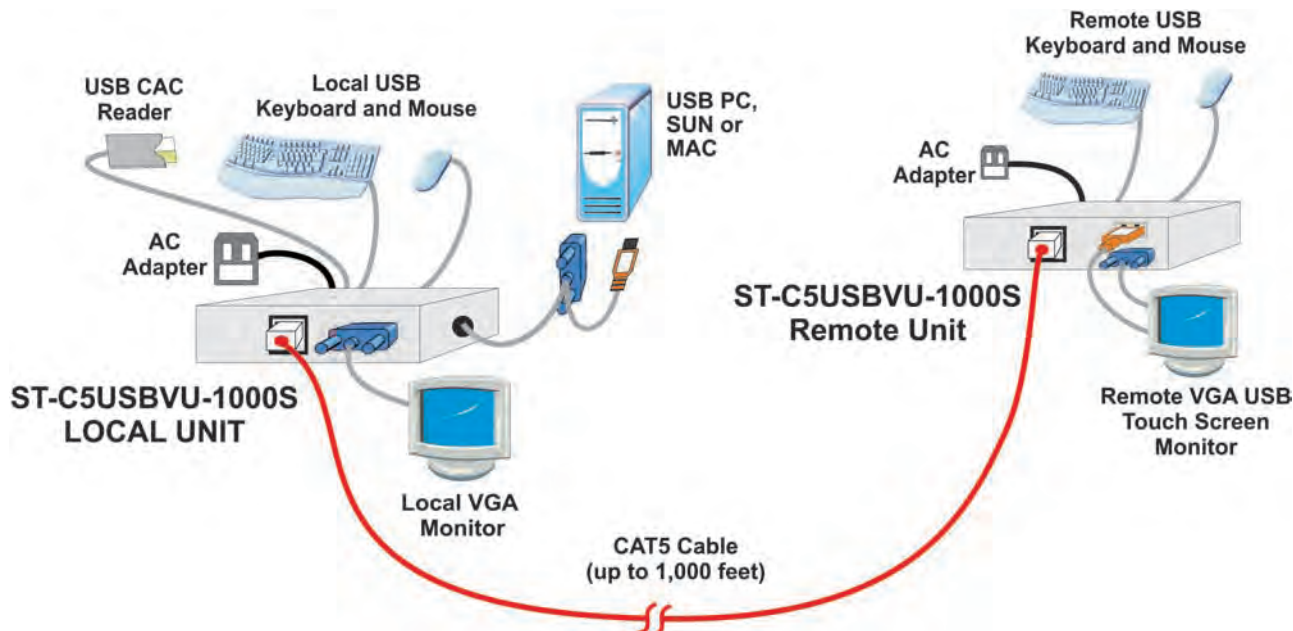 USB CAC
Reader
Local USB
Keyboard and Mouse
USB PC,
SUN or
MAC
AC
Adapter
ST-C5USBVU-1000S
LOCAL UNIT
Local VGA
Monitor
CAT5 Cable
(up to 1,000 feet)
Remote USB
Keyboard and Mouse
AC
Adapter
ST-C5USBVU-1000S
Remote Unit
Remote VGA USB
Touch Screen
Monitor